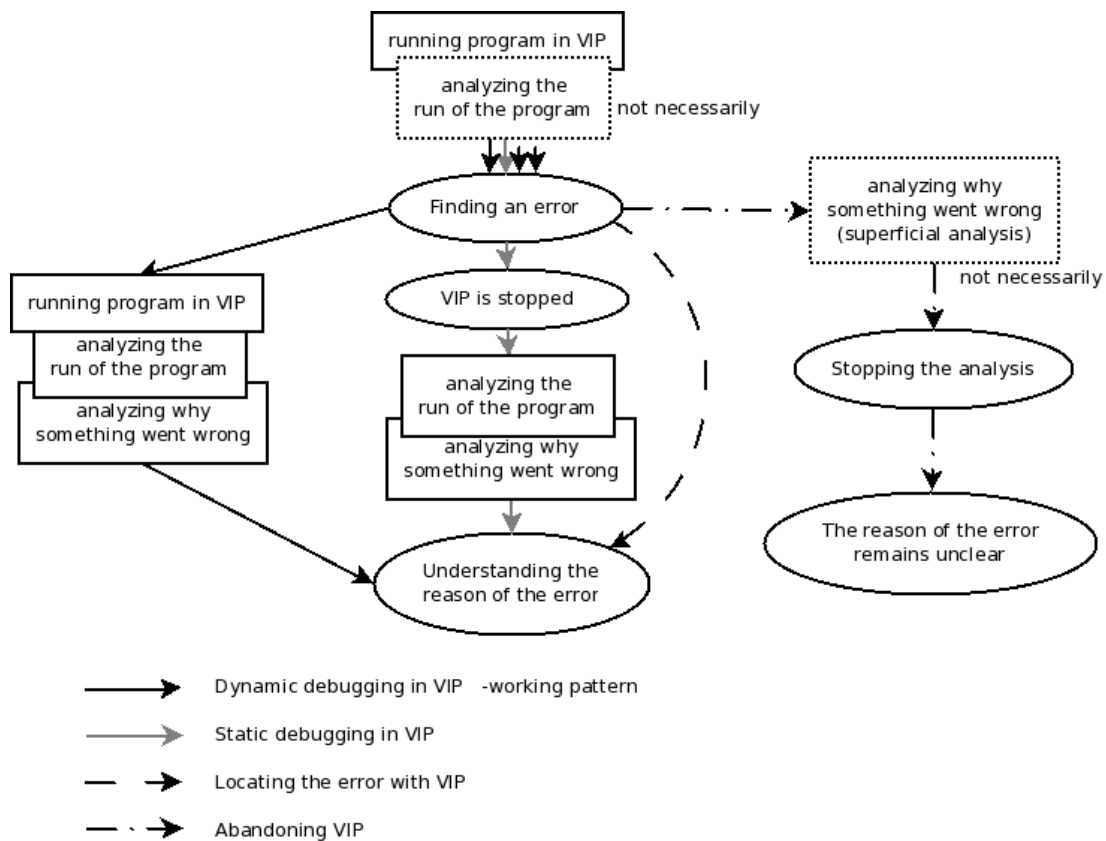 running program in VIP
analyzing the
run of the program
not necessarily
Finding an error
analyzing why
something went wrong
(superficial analysis)
not necessarily
running program in VIP
analyzing the
run of the program
analyzing why
something went wrong
VIP is stopped
analyzing the
run of the program
analyzing why
something went wrong
Stopping the analysis
The reason of the error
remains unclear
Understanding the
reason of the error
Dynamic debugging in VIP -working pattern
Static debugging in VIP
Locating the error with VIP
Abandoning VIP